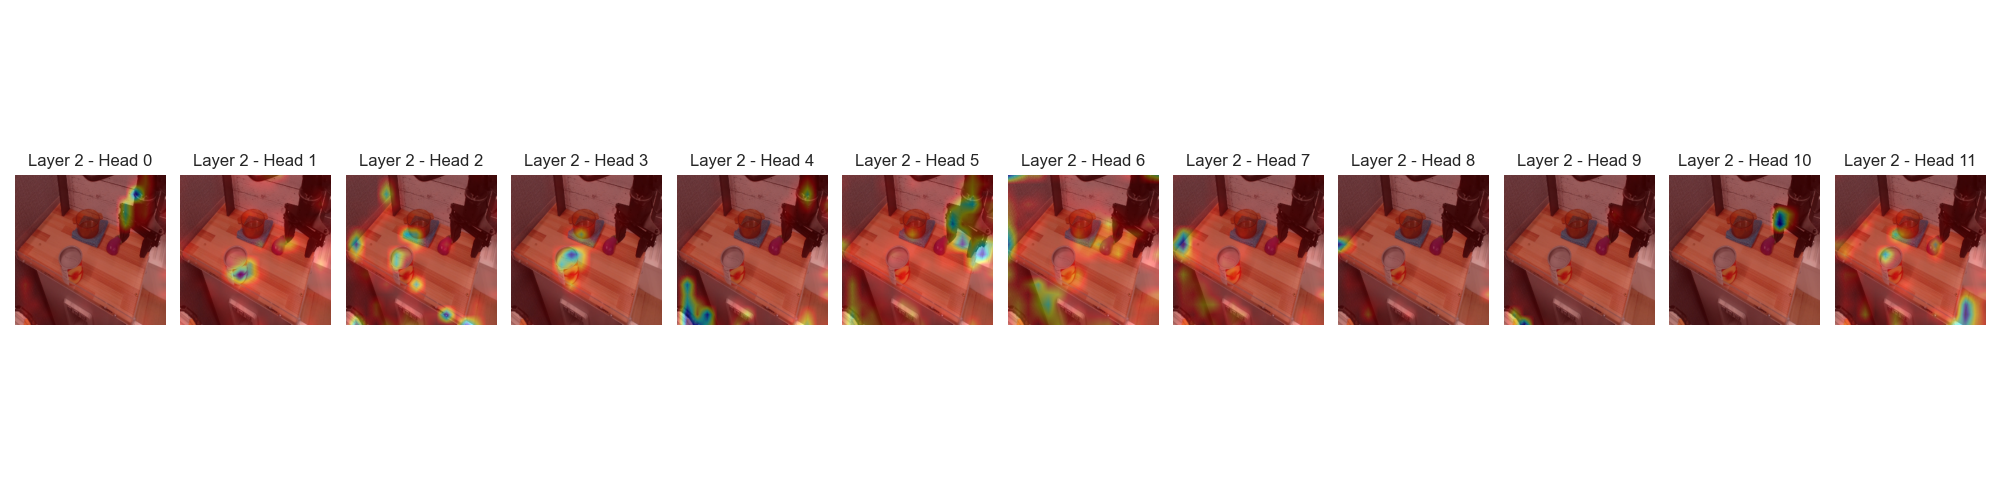 Layer 2 - Head 0
Layer 2 - Head 1
Layer 2 - Head 2
Layer 2 - Head 3
Layer 2 - Head 4
Layer 2 - Head 5
Layer 2 - Head 6
Layer 2 - Head 7
Layer 2 - Head 8
Layer 2 - Head 9
Layer 2 - Head 10
Layer 2 - Head 11